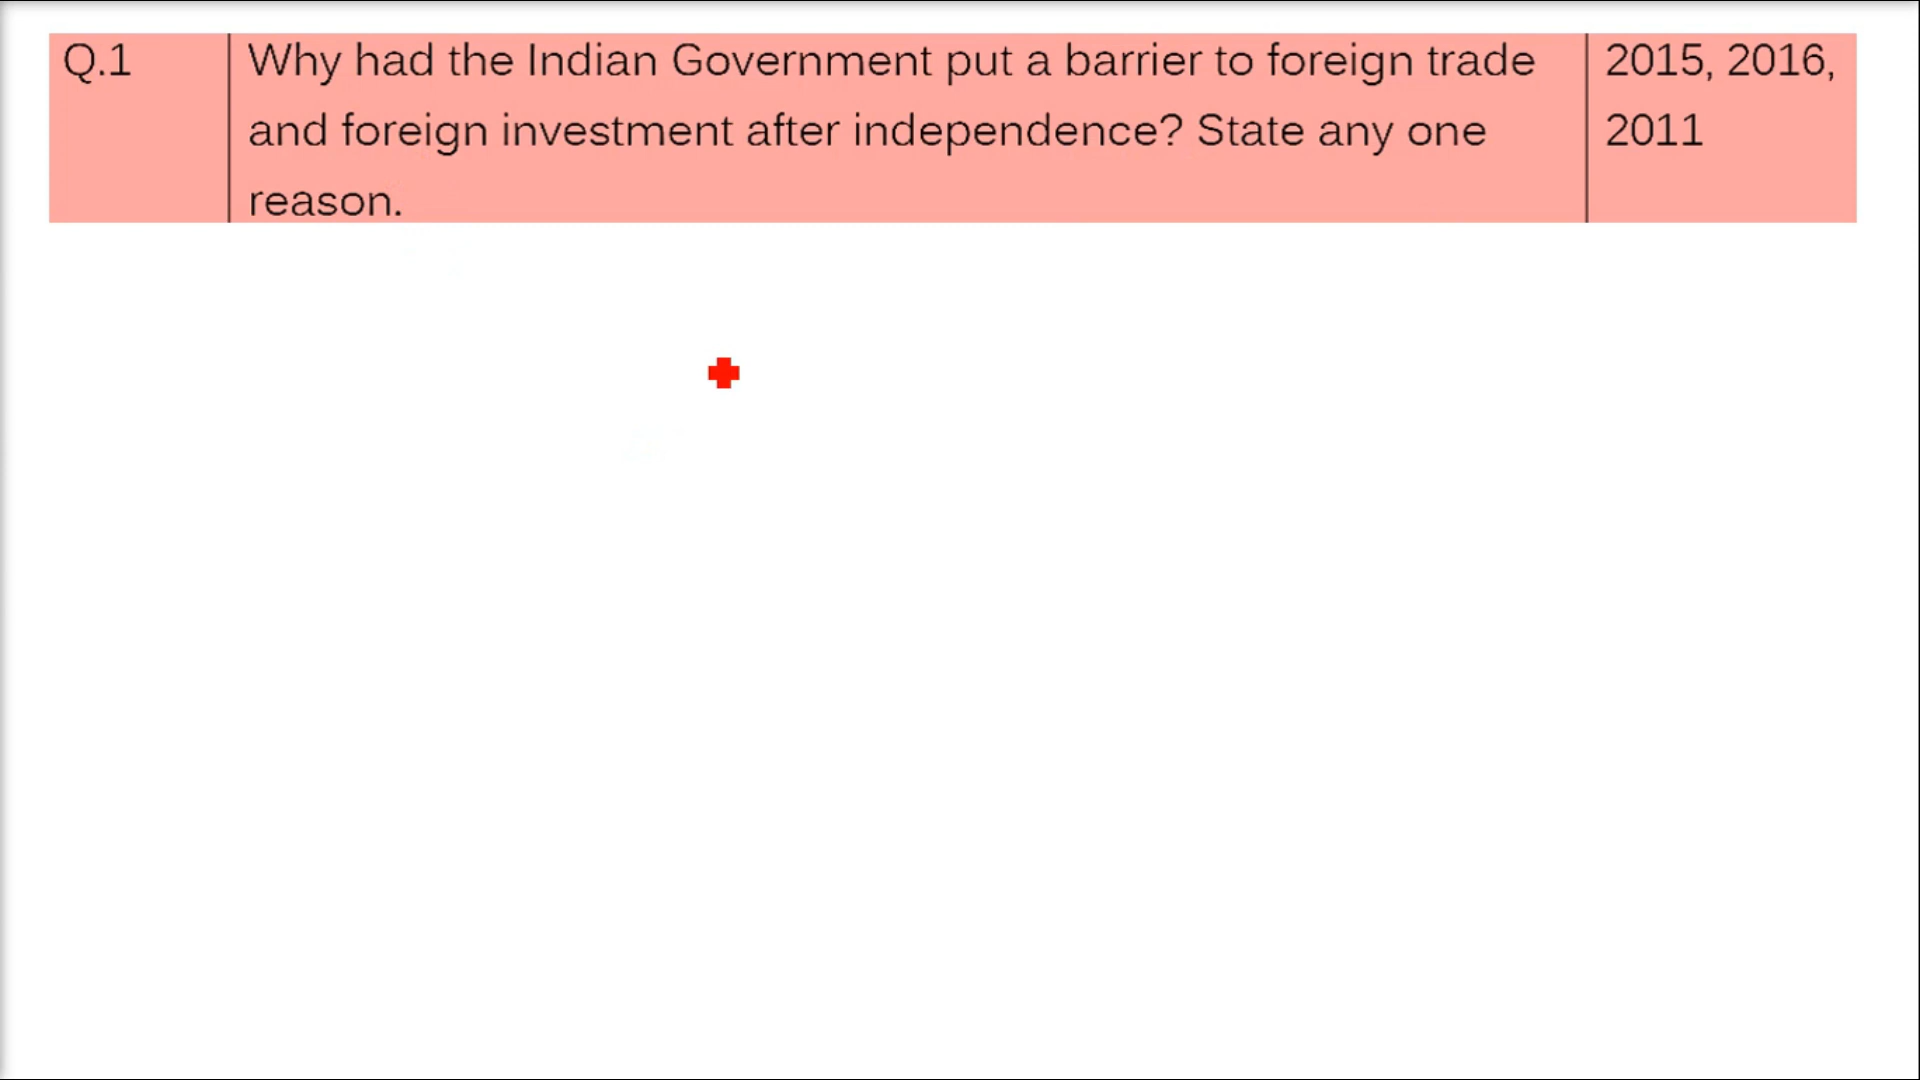 Q.1 Why had the Indian Government put a barrier to foreign trade 2015, 2016,
and foreign investment after independence? State any one 2011
reason.